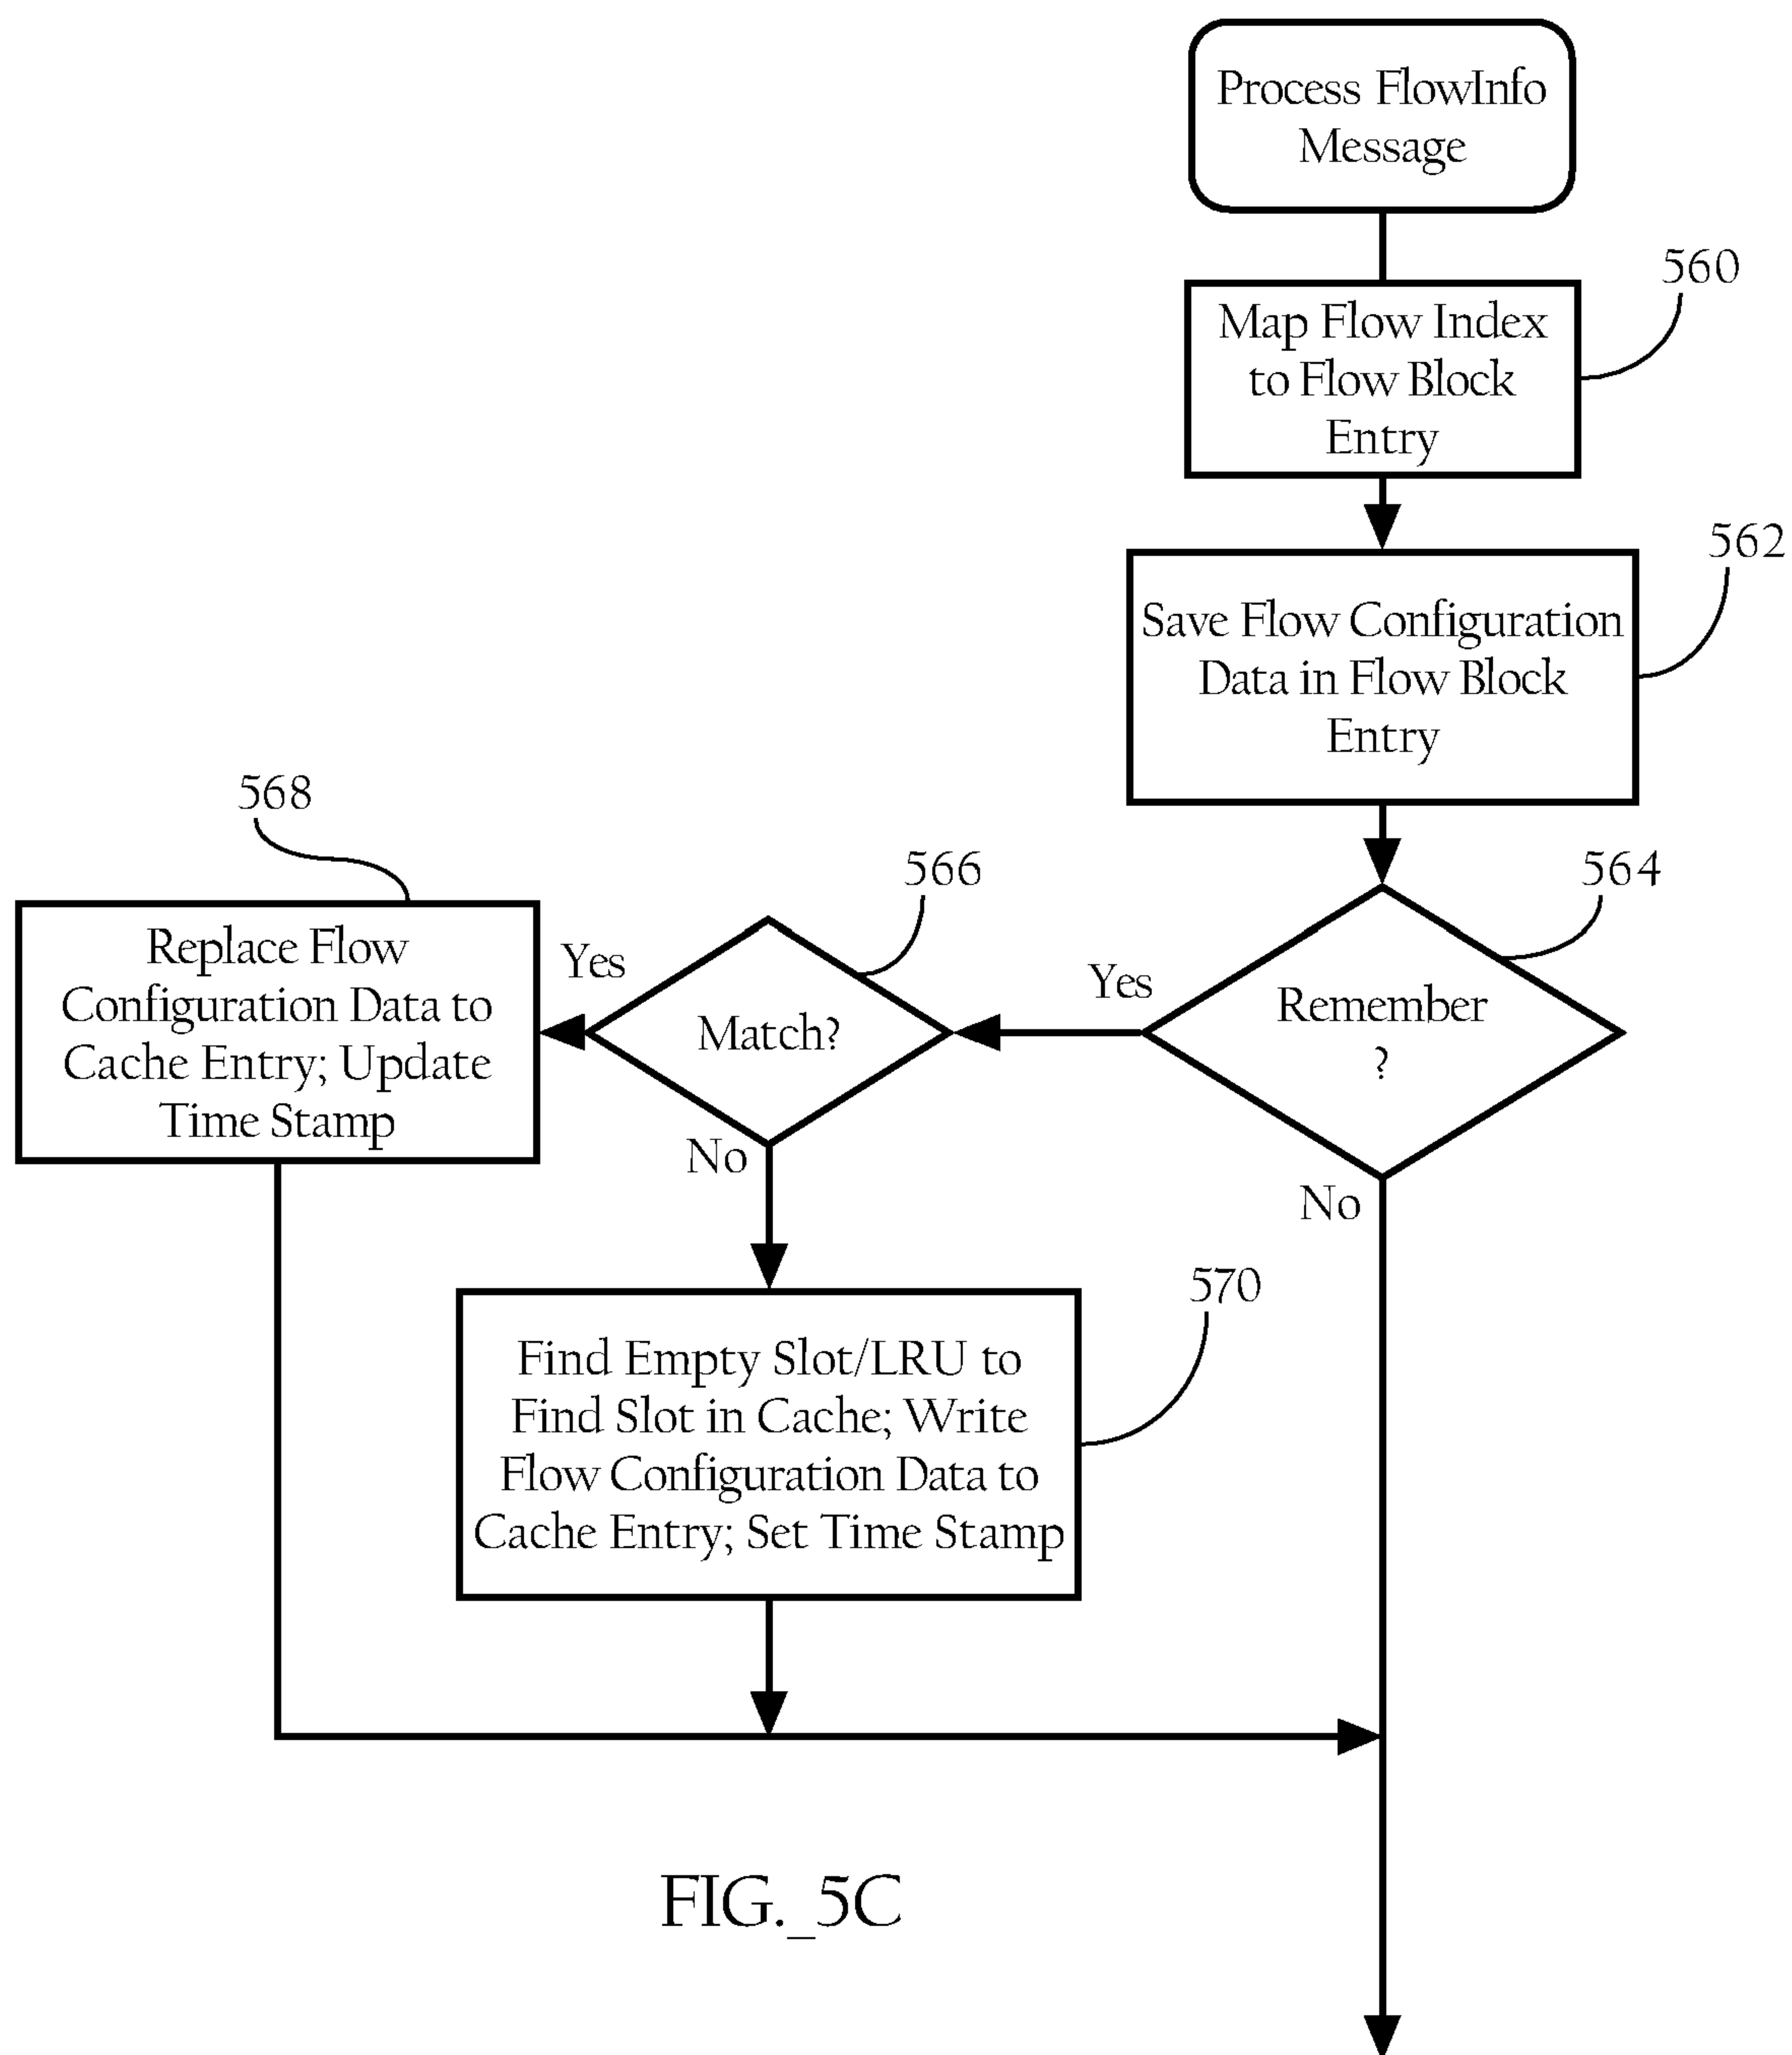 Process FlowInfo
Message
560
Map Flow Index
to Flow Block
Entry
562
Save Flow Configuration
Data in Flow Block
Entry
568
566
564
Replace Flow
Configuration Data to
Cache Entry; Update
Time Stamp
Yes
Match?
Yes
Remember
?
No
No
570
Find Empty Slot/LRU to
Find Slot in Cache; Write
Flow Configuration Data to
Cache Entry; Set Time Stamp
FIG._5C